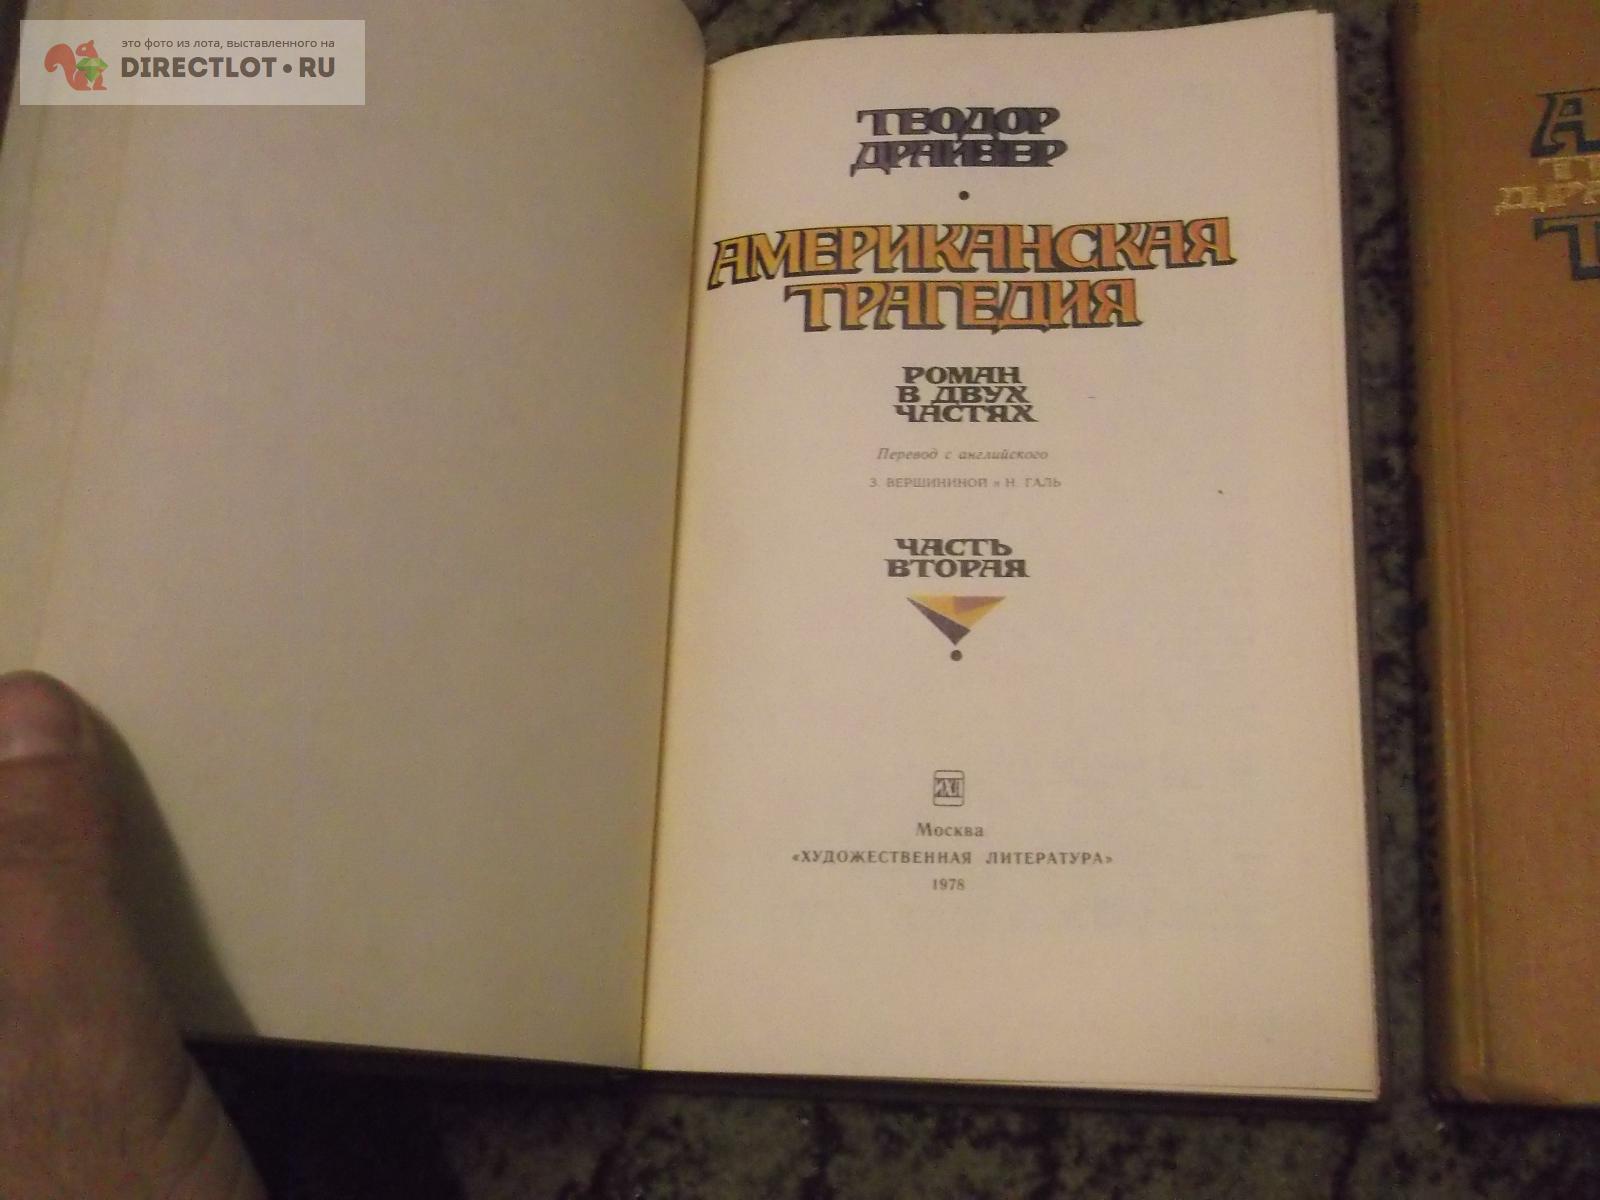 это фото из лота, выставленного на
DIRECTLOT•RU
ТЕОДОР
ДРАЙЗЕР
АМЕРИКАНСКАЯ
ТРАГЕДИЯ
РОМАН
В ДВУХ
ЧАСТЯХ
Перевод с английского
З. ВЕРШИНИНОЙ и Н. ГАЛЬ
ЧАСТЬ
ВТОРАЯ
ИХЛ
Москва
«ХУДОЖЕСТВЕННАЯ ЛИТЕРАТУРА»
1978